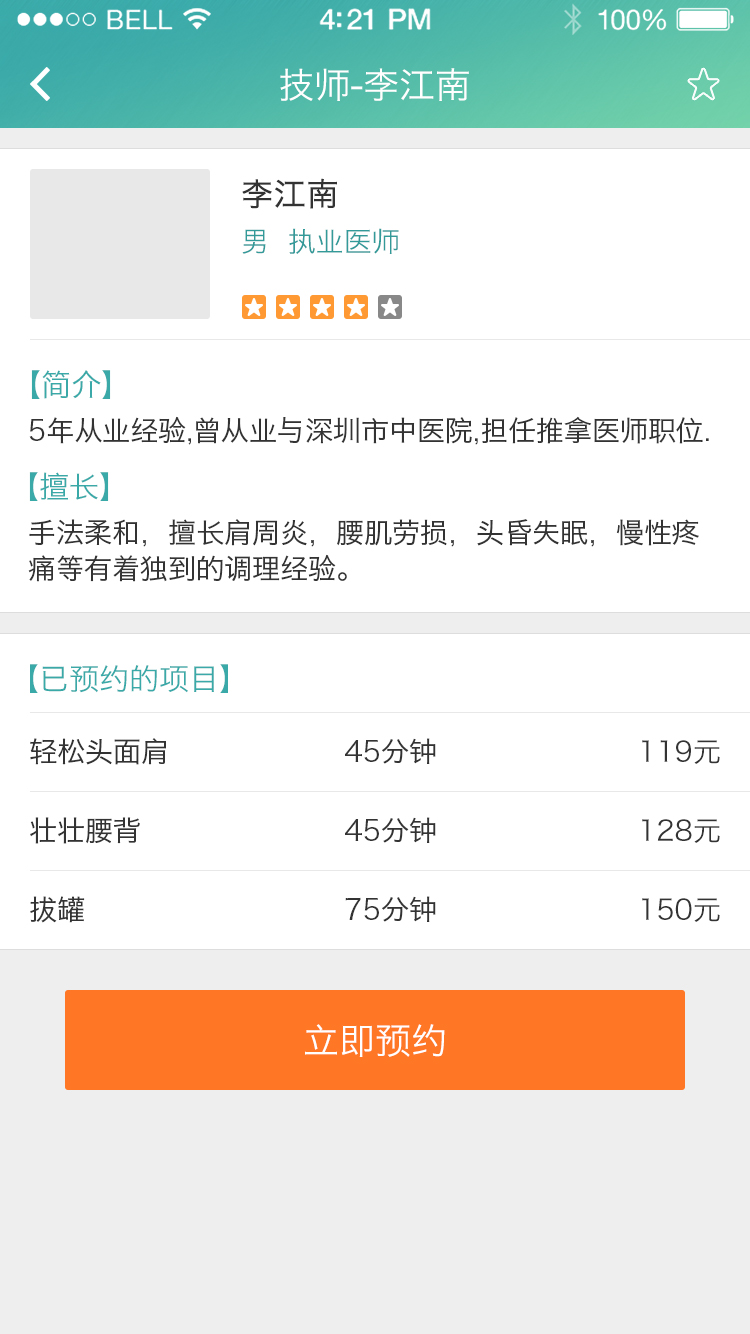 BELL 4:21 PM 100%
技师-李江南
李江南
男 执业医师
【简介】
5年从业经验,曾从业与深圳市中医院,担任推拿医师职位.
【擅长】
手法柔和，擅长肩周炎，腰肌劳损，头昏失眠，慢性疼
痛等有着独到的调理经验。
【已预约的项目】
轻松头面肩 45分钟 119元
壮壮腰背 45分钟 128元
拔罐 75分钟 150元
立即预约